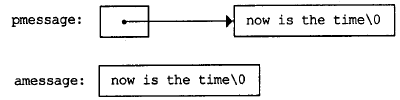 pmessage: now is the time\0
amessage: now is the time\0